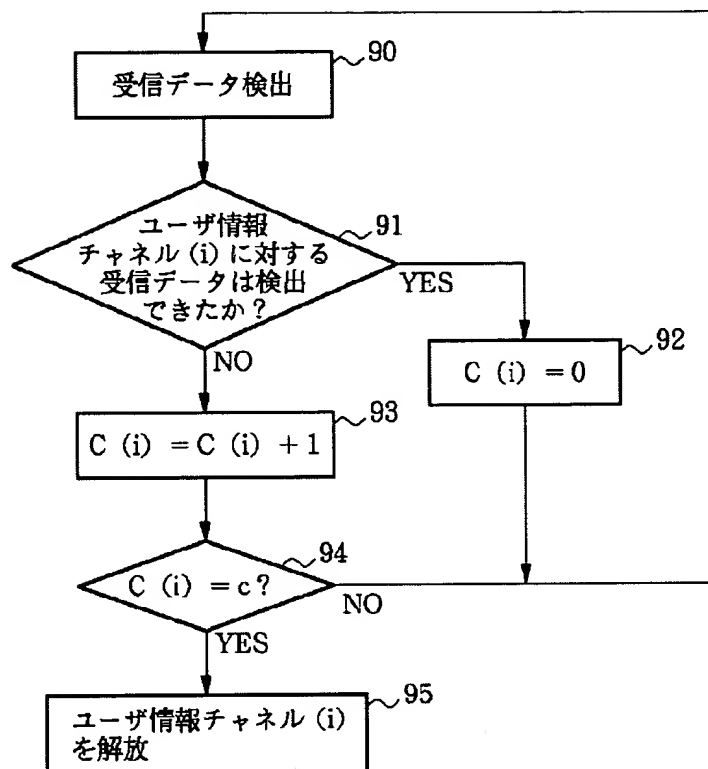 90
受信データ検出
91
ユーザ情報
チャネル (i) に対する
受信データは検出
できたか？
YES
NO
92
C (i) ＝0
93
C (i) ＝C (i) ＋1
94
C (i) ＝c？
NO
YES
95
ユーザ情報チャネル (i)
を解放